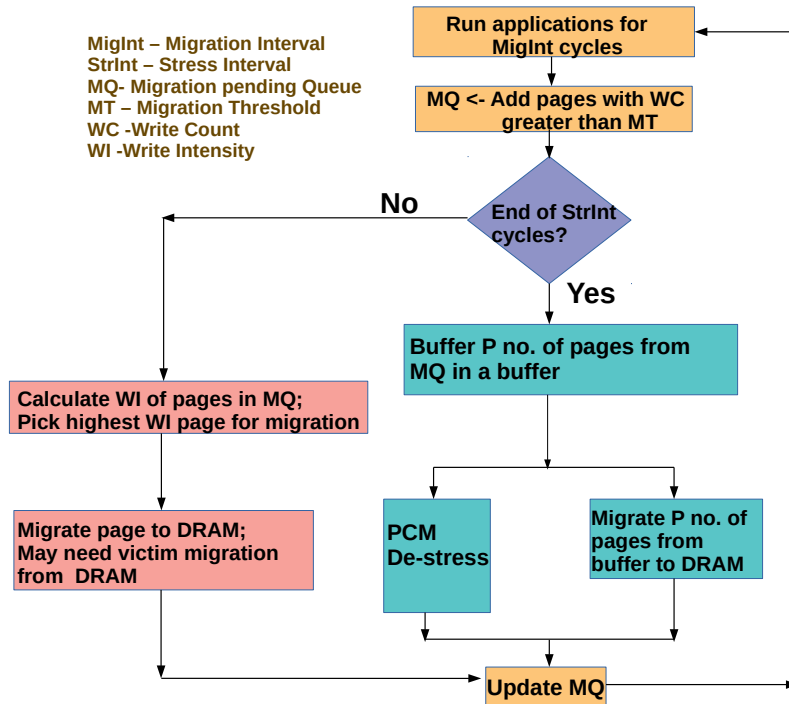 MigInt – Migration Interval
StrInt – Stress Interval
MQ- Migration pending Queue
MT – Migration Threshold
WC -Write Count
WI -Write Intensity
Run applications for
MigInt cycles
MQ <- Add pages with WC
greater than MT
End of StrInt
cycles?
No
Yes
Buffer P no. of pages from
MQ in a buffer
Calculate WI of pages in MQ;
Pick highest WI page for migration
Migrate page to DRAM;
May need victim migration
from DRAM
PCM
De-stress
Migrate P no. of
pages from
buffer to DRAM
Update MQ